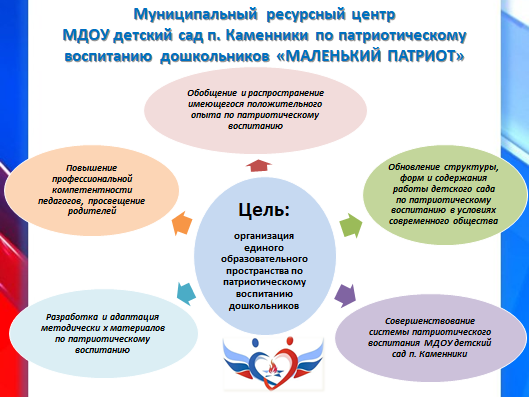 Муниципальный ресурсный центр
МДОУ детский сад п. Каменники по патриотическому
воспитанию дошкольников «МАЛЕНЬКИЙ ПАТРИОТ»
Обобщение и распространение
имеющегося положительного
опыта по патриотическому
воспитанию
Повышение
профессиональной
компетентности
педагогов, просвещение
родителей
Обновление структуры,
форм и содержания
работы детского сада
по патриотическому
воспитанию в условиях
современного общества
Цель:
организация
единого
образовательного
пространства по
патриотическому
воспитанию
дошкольников
Разработка и адаптация
методически х материалов
по патриотическому
воспитанию
Совершенствование
системы патриотического
воспитания МДОУ детский
сад п. Каменники